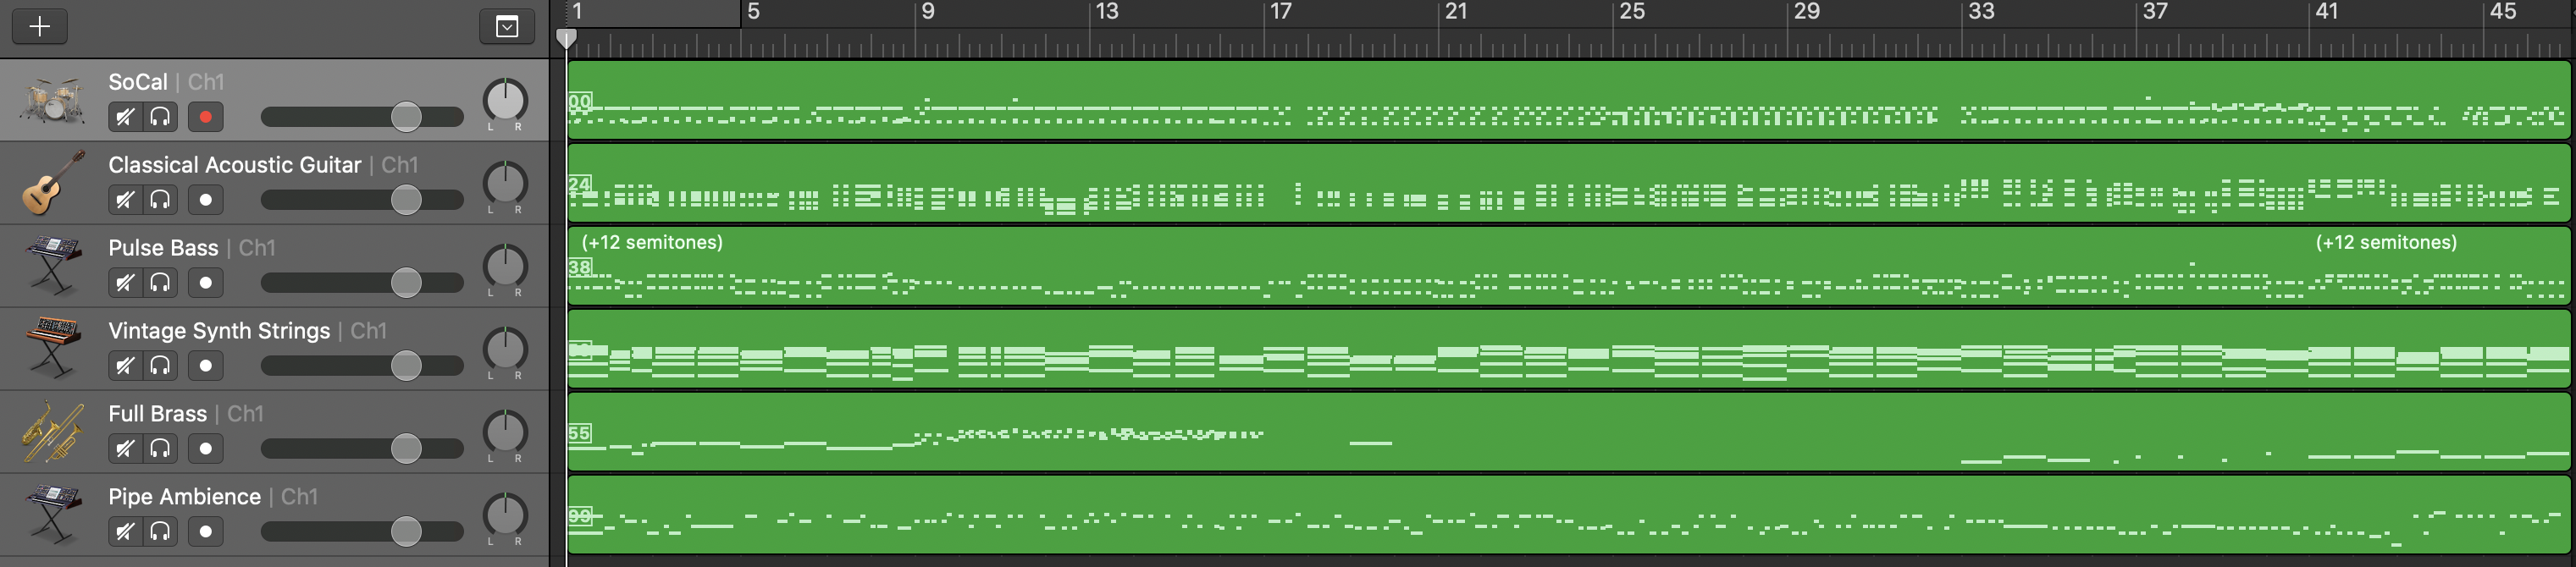 1 5 9 13 17 21 25 29 33 37 41 45
SoCal | Ch1
L R
00
Classical Acoustic Guitar | Ch1
L R
24
Pulse Bass | Ch1
L R
(+12 semitones) (+12 semitones)
38
Vintage Synth Strings | Ch1
L R
Full Brass | Ch1
L R
55
Pipe Ambience | Ch1
L R
99